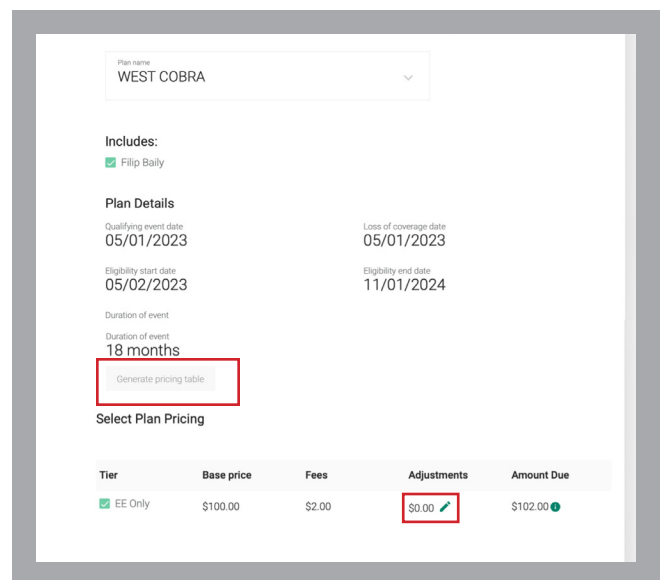 Plan name
WEST COBRA
Includes:
Filip Baily
Plan Details
Qualifying event date Loss of coverage date
05/01/2023 05/01/2023
Eligibility start date Eligibility end date
05/02/2023 11/01/2024
Duration of event
Duration of event
18 months
Generate pricing table
Select Plan Pricing
Tier Base price Fees Adjustments Amount Due
EE Only $100.00 $2.00 $0.00 $102.00